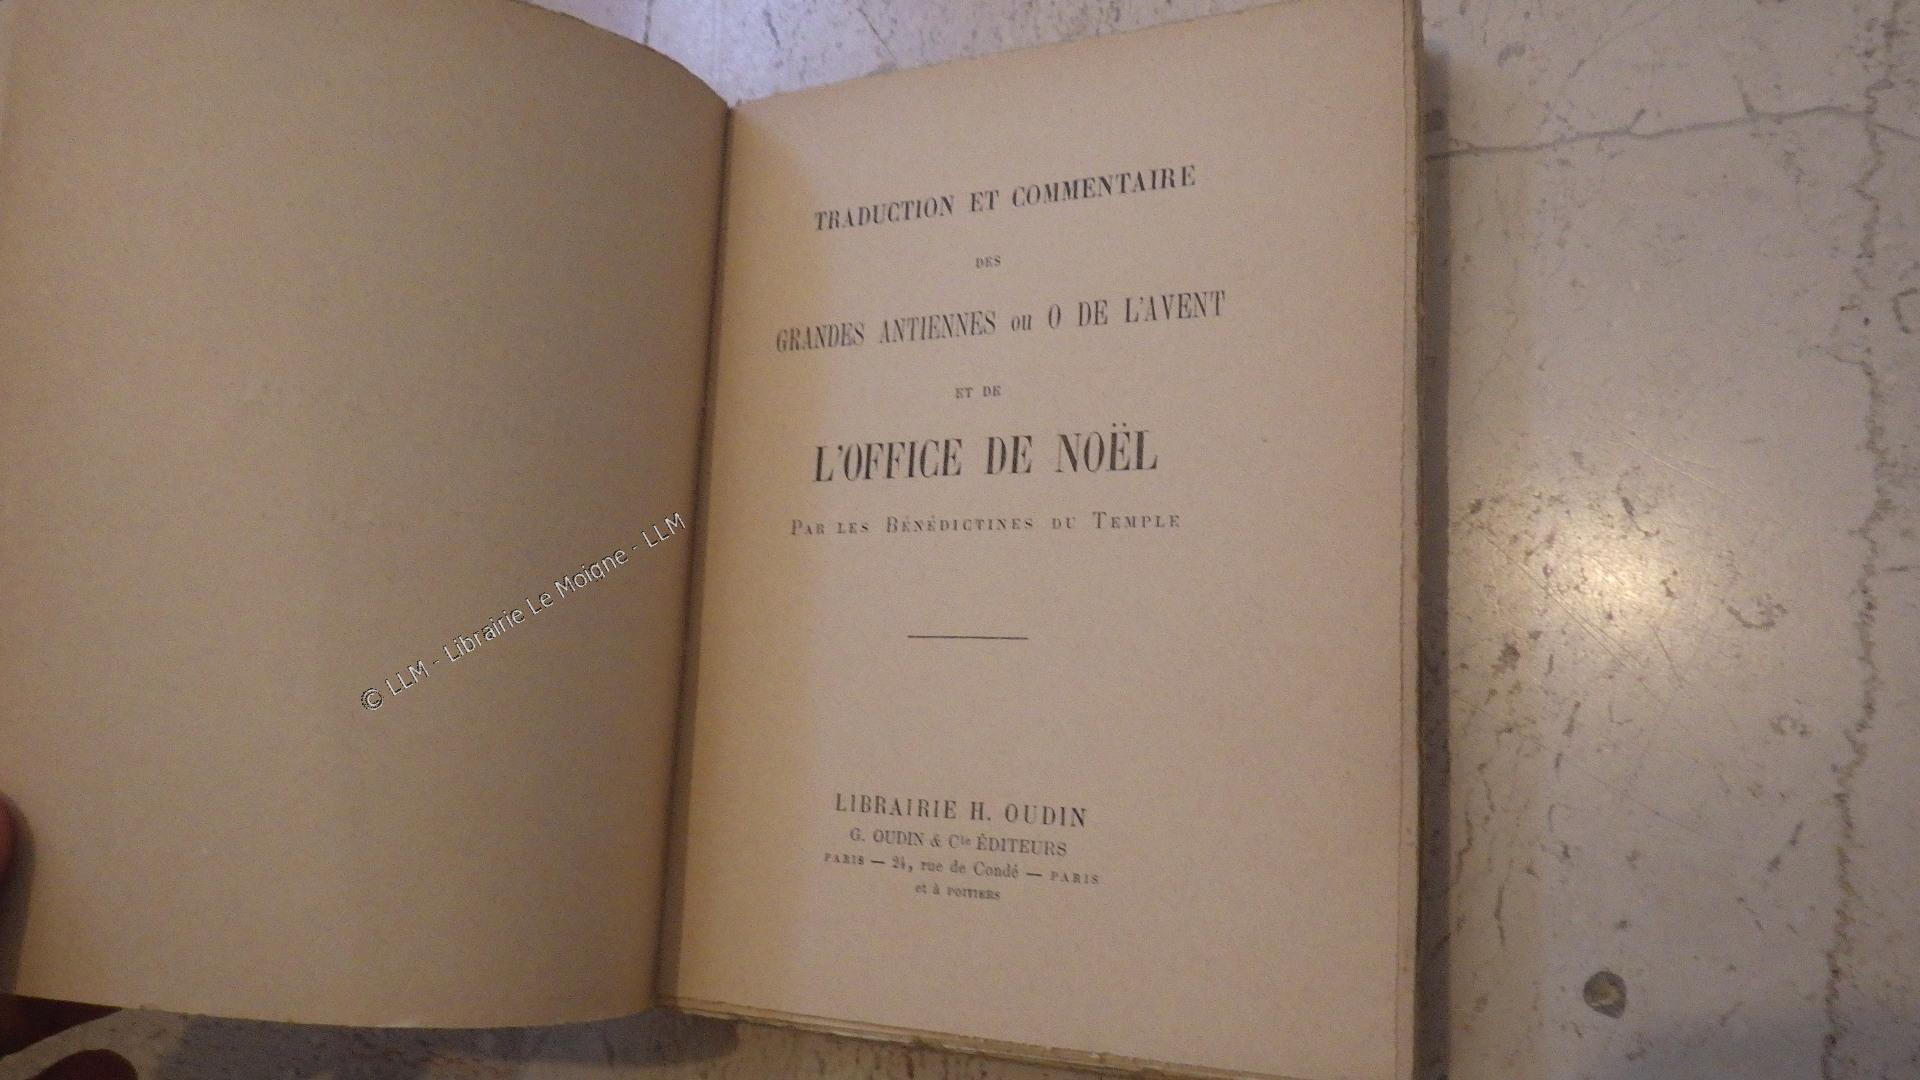 TRADUCTION ET COMMENTAIRE
DES
GRANDES ANTIENNES ou O DE L'AVENT
ET DE
L'OFFICE DE NOËL
PAR LES BÉNÉDICTINES DU TEMPLE
LIBRAIRIE H. OUDIN
G. OUDIN & Cie ÉDITEURS
PARIS — 24, rue de Condé — PARIS
et à POITIERS
© LLM - Librairie Le Moigne - LLM